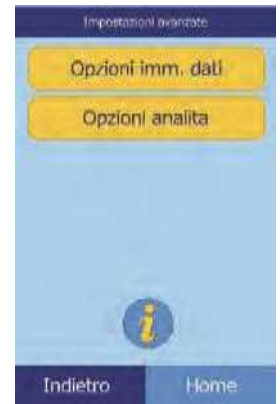 Impostazioni avanzate
Opzioni imm. dati
Opzioni analita
i
Indietro Home